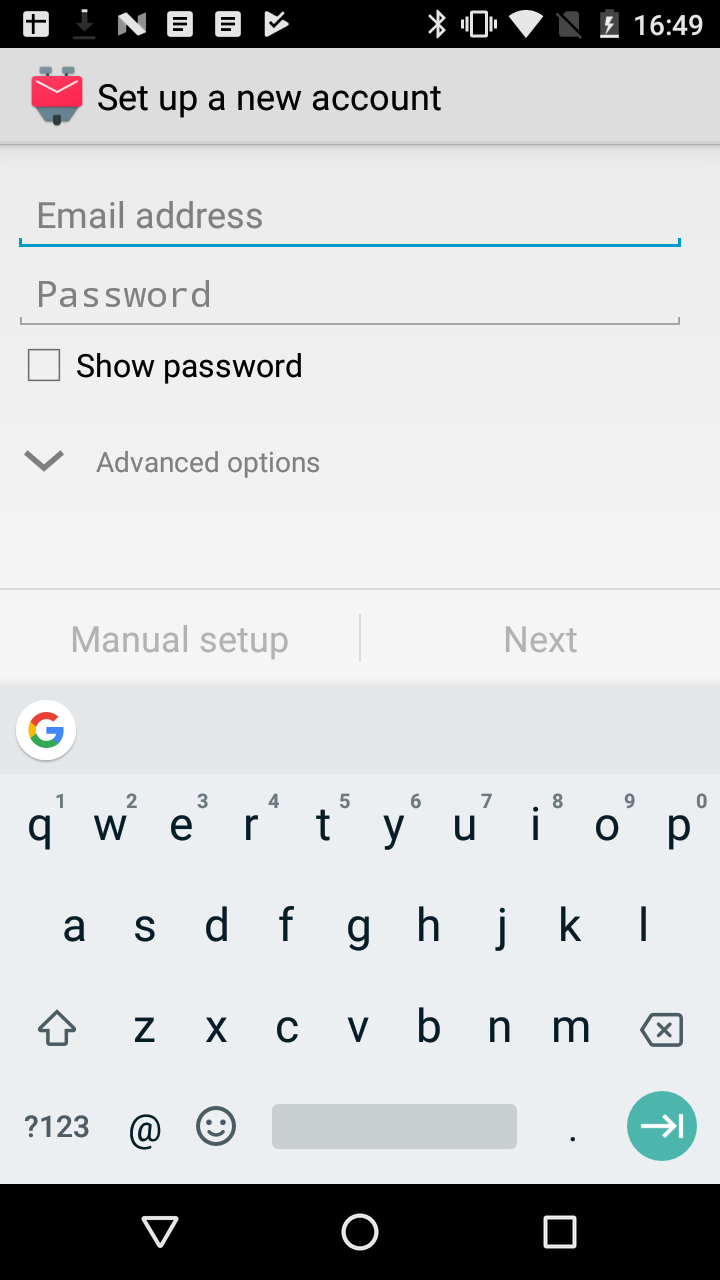 16:49
Set up a new account
Email address
Password
Show password
Advanced options
Manual setup
Next
1 2 3 4 5 6 7 8 9 0
q w e r t y u i o p
a s d f g h j k l
z x c v b n m
?123 @ .